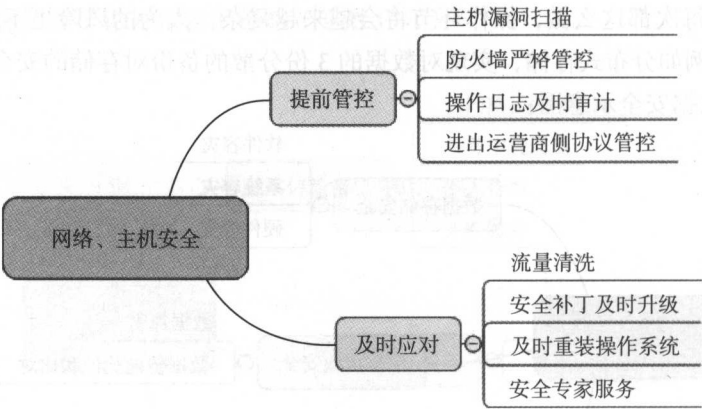 主机漏洞扫描
防火墙严格管控
提前管控
操作日志及时审计
进出运营商侧协议管控
网络、主机安全
流量清洗
安全补丁及时升级
及时应对
及时重装操作系统
安全专家服务